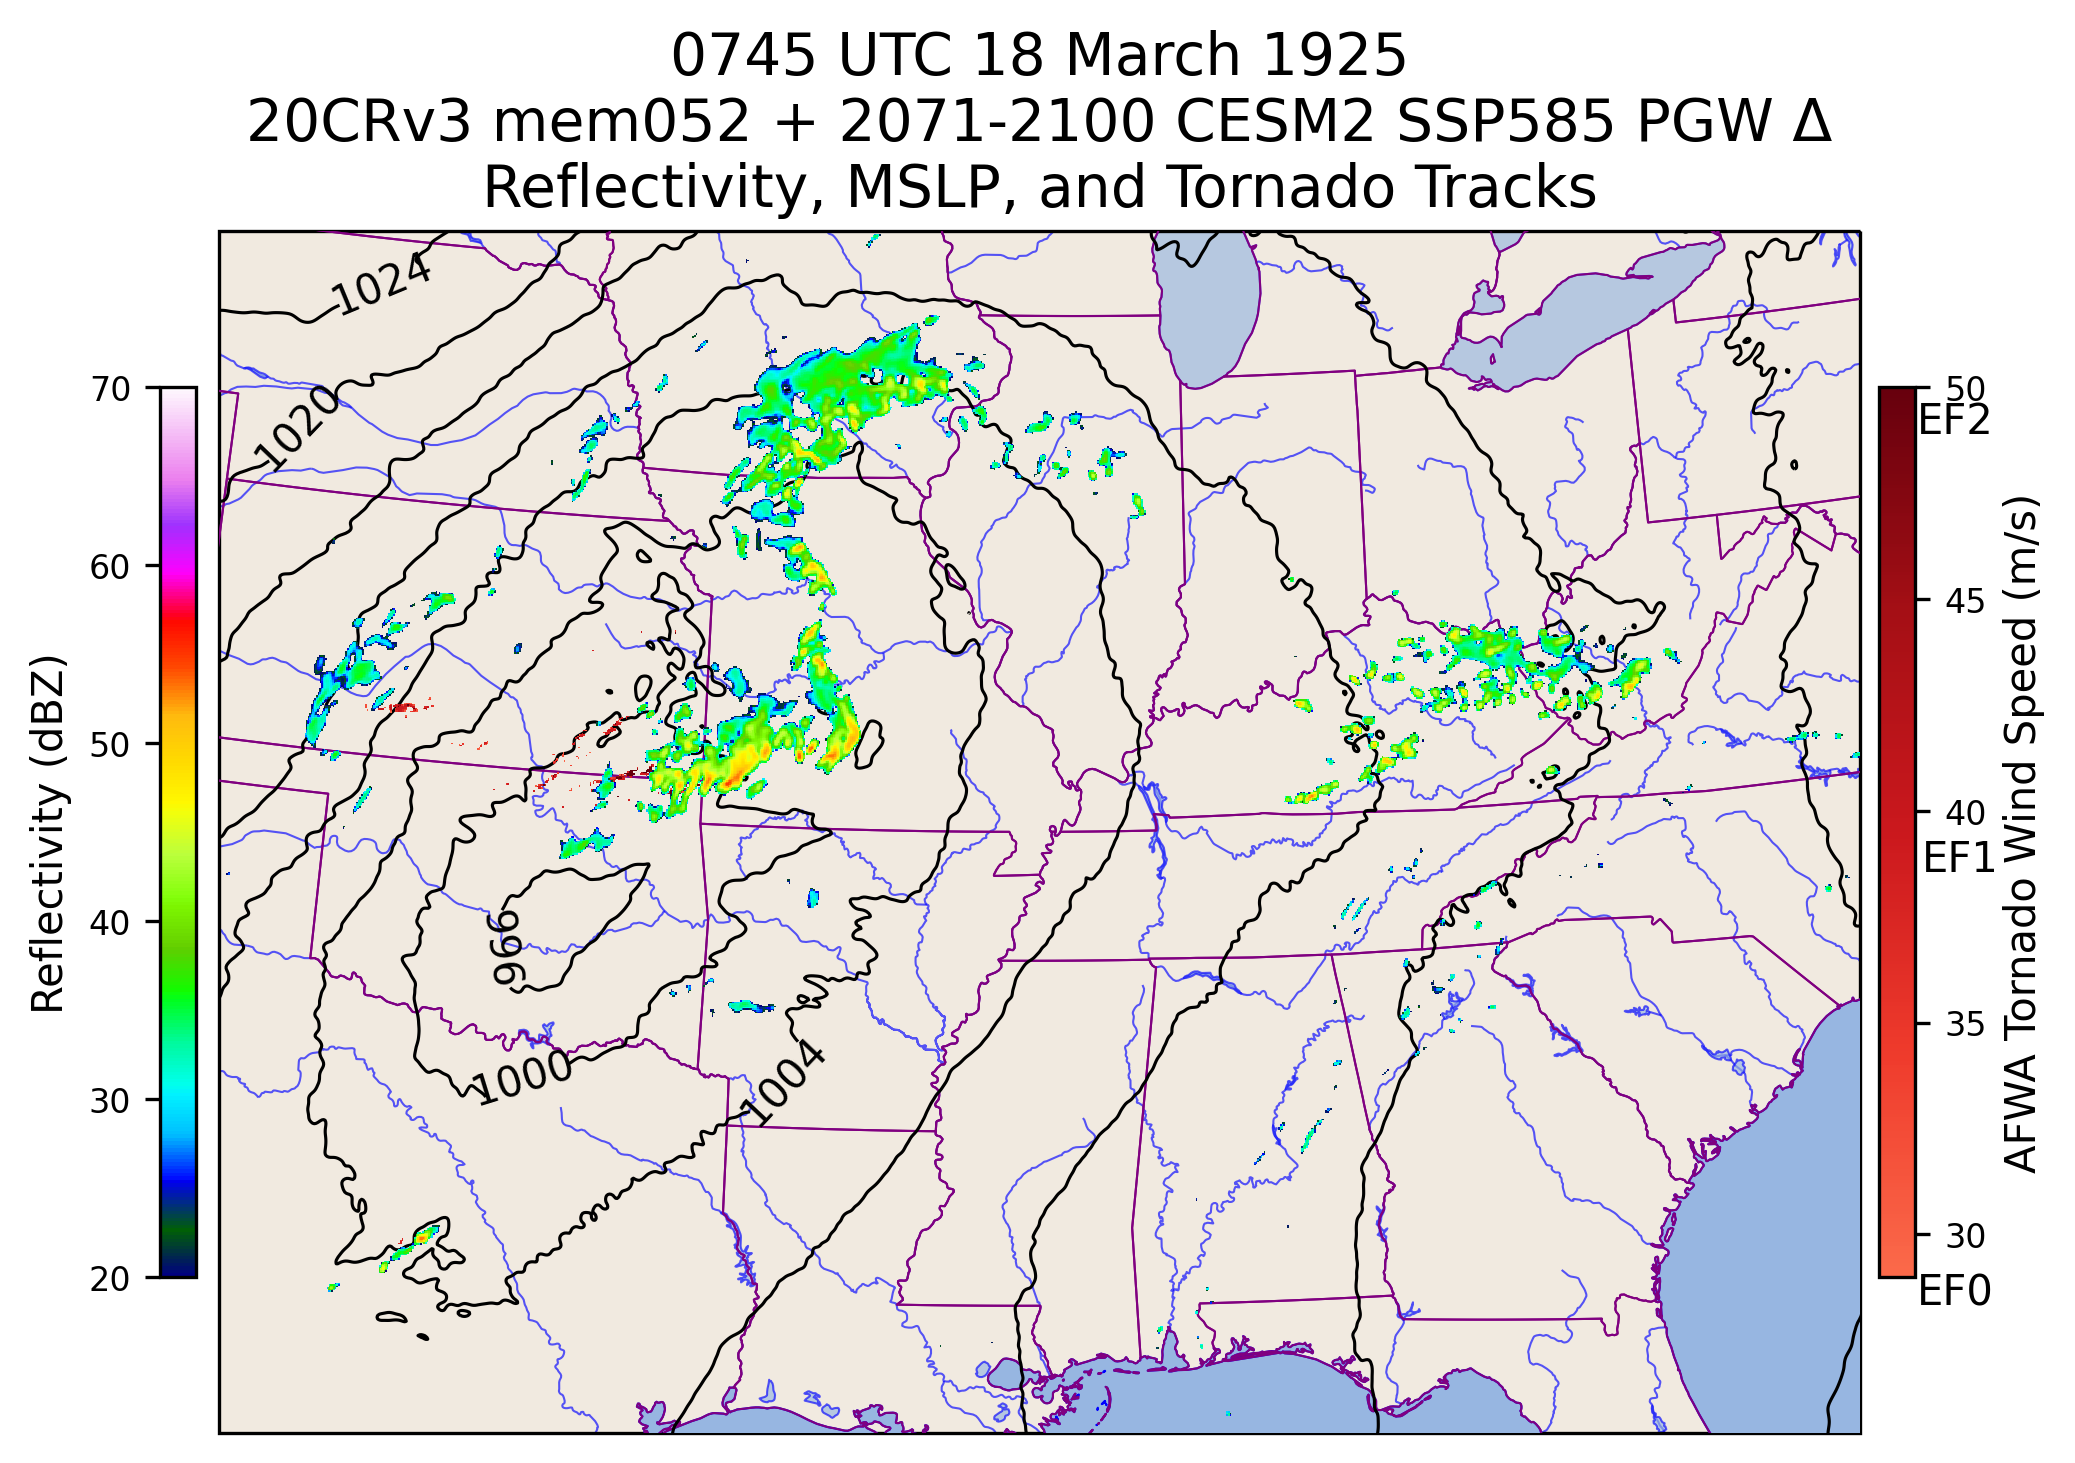 0745 UTC 18 March 1925
20CRv3 mem052 + 2071-2100 CESM2 SSP585 PGW Δ
Reflectivity, MSLP, and Tornado Tracks
1024
1020
996
1000
1004
70
60
50
40
30
20
Reflectivity (dBZ)
50
EF2
45
40
EF1
35
30
EF0
AFWA Tornado Wind Speed (m/s)